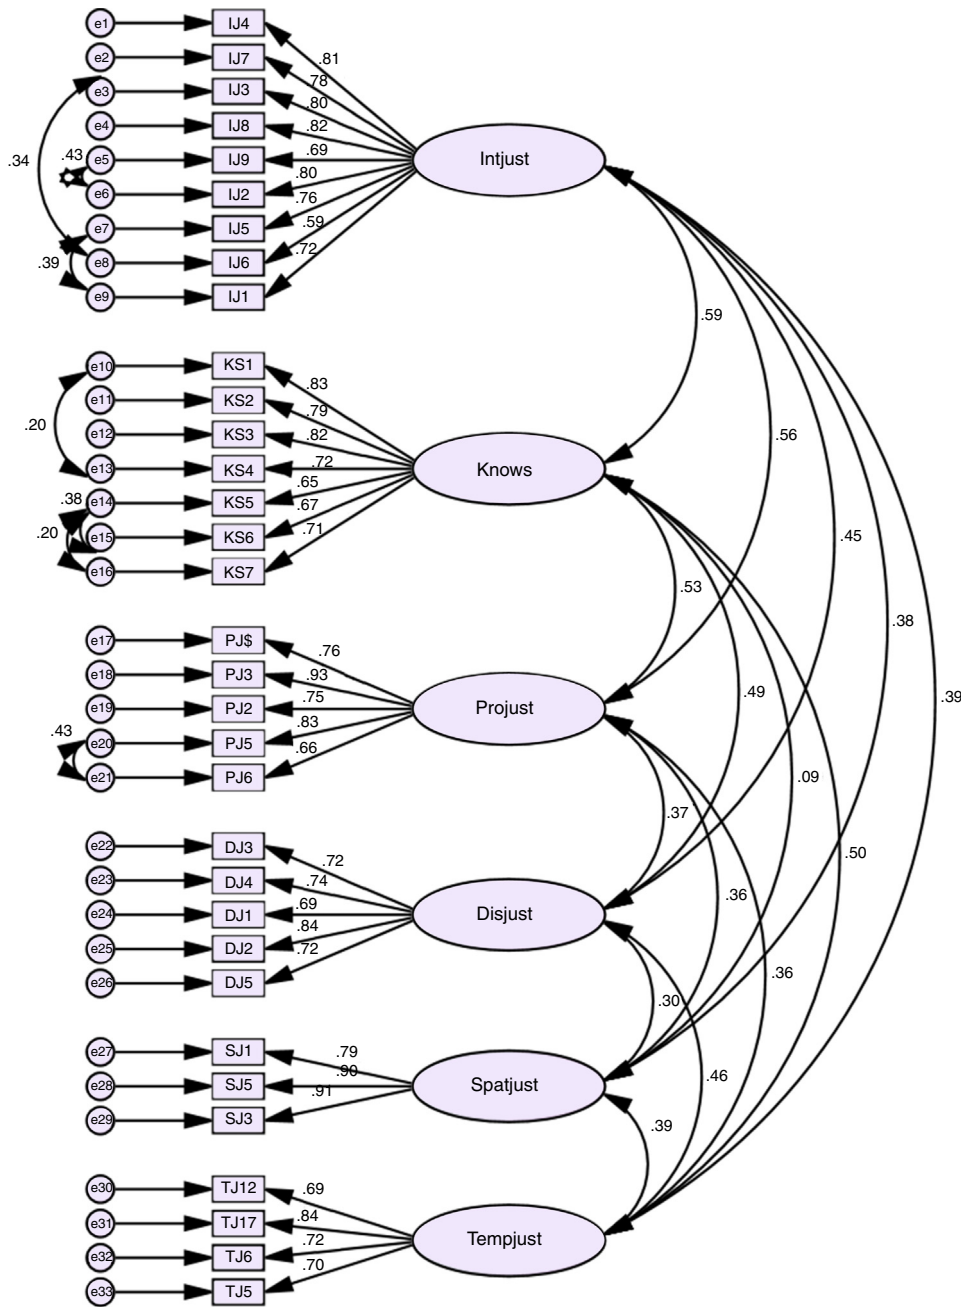 e1 IJ4
.81
e2 IJ7
.78
e3 IJ3
.80
e4 IJ8
.82
.34
.43
e5 IJ9
.69
Intjust
e6 IJ2
.80
.76
e7 IJ5
.59
.39
e8 IJ6
.72
e9 IJ1
.59
e10 KS1
.83
e11 KS2
.79
.20
e12 KS3
.82
.56
e13 KS4
.72
Knows
.65
.38
e14 KS5
.67
.20
e15 KS6
.71
.45
e16 KS7
.53
.38
e17 PJ$
.76
e18 PJ3
.93
.49
.39
.75
e19 PJ2
Projust
.83
.43
e20 PJ5
.66
e21 PJ6
.09
.37
e22 DJ3
.72
.50
e23 DJ4
.74
.36
.69
e24 DJ1
Disjust
.84
e25 DJ2
.72
.36
e26 DJ5
.30
e27 SJ1
.79
.90
e28 SJ5
Spatjust
.46
.91
e29 SJ3
.39
e30 TJ12
.69
e31 TJ17
.84
.72
Tempjust
e32 TJ6
.70
e33 TJ5